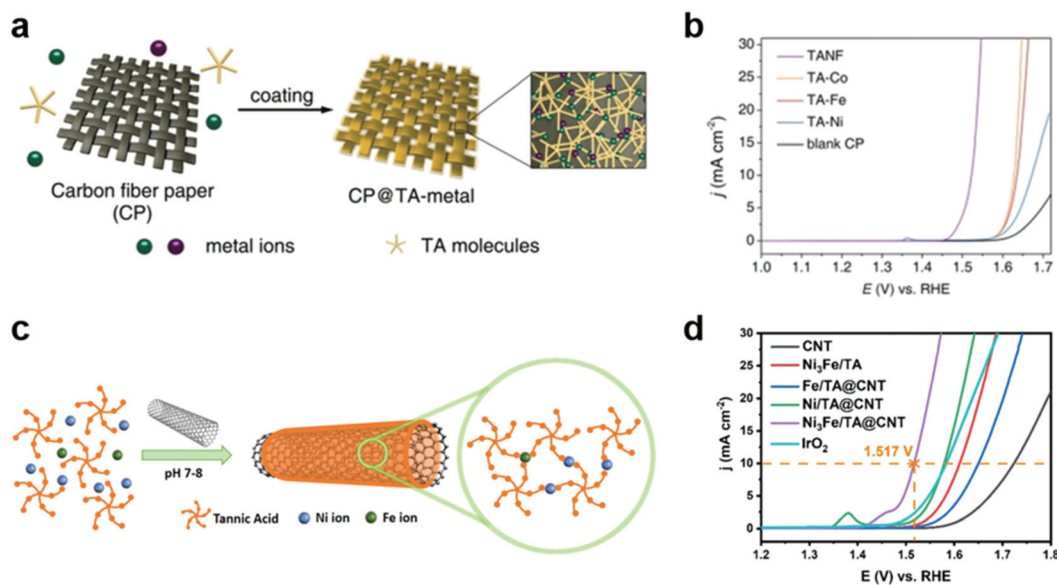 a
coating
Carbon fiber paper
(CP)
CP@TA-metal
metal ions
TA molecules
b
30
25
20
15
10
5
0
j (mA cm⁻²)
TANF
TA-Co
TA-Fe
TA-Ni
blank CP
1.0 1.1 1.2 1.3 1.4 1.5 1.6 1.7
E (V) vs. RHE
c
pH 7-8
Tannic Acid
Ni ion
Fe ion
d
30
25
20
15
10
5
0
j (mA cm⁻²)
CNT
Ni₃Fe/TA
Fe/TA@CNT
Ni/TA@CNT
Ni₃Fe/TA@CNT
IrO₂
1.517 V
1.2 1.3 1.4 1.5 1.6 1.7 1.8
E (V) vs. RHE